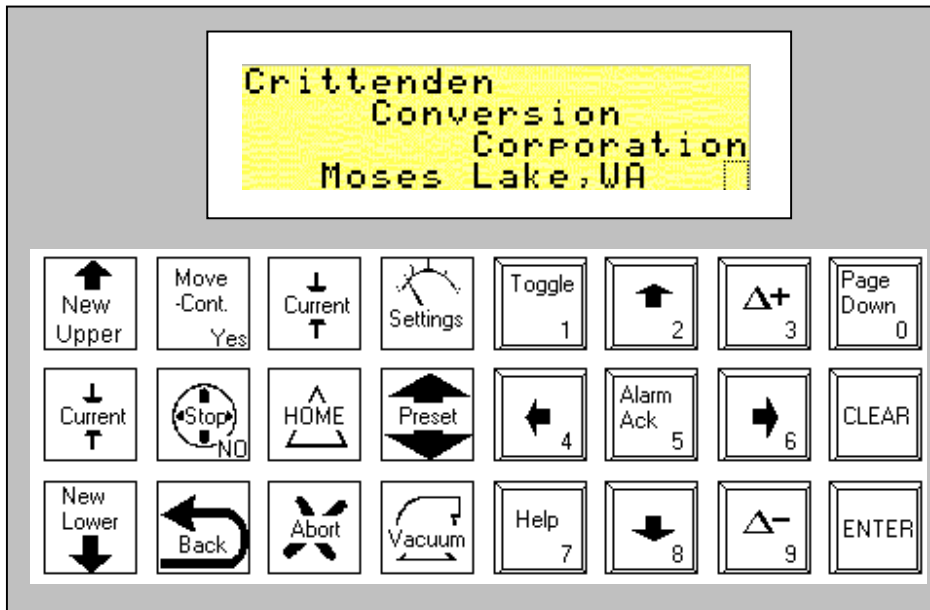 Crittenden
Conversion
Corporation
Moses Lake,WA
New
Upper
Move
-Cont.
Yes
Current
Settings
Toggle
1
2
Δ+
3
Page
Down
0
Current
Stop
NO
HOME
Preset
4
Alarm
Ack
5
6
CLEAR
New
Lower
Back
Abort
Vacuum
Help
7
8
Δ-
9
ENTER